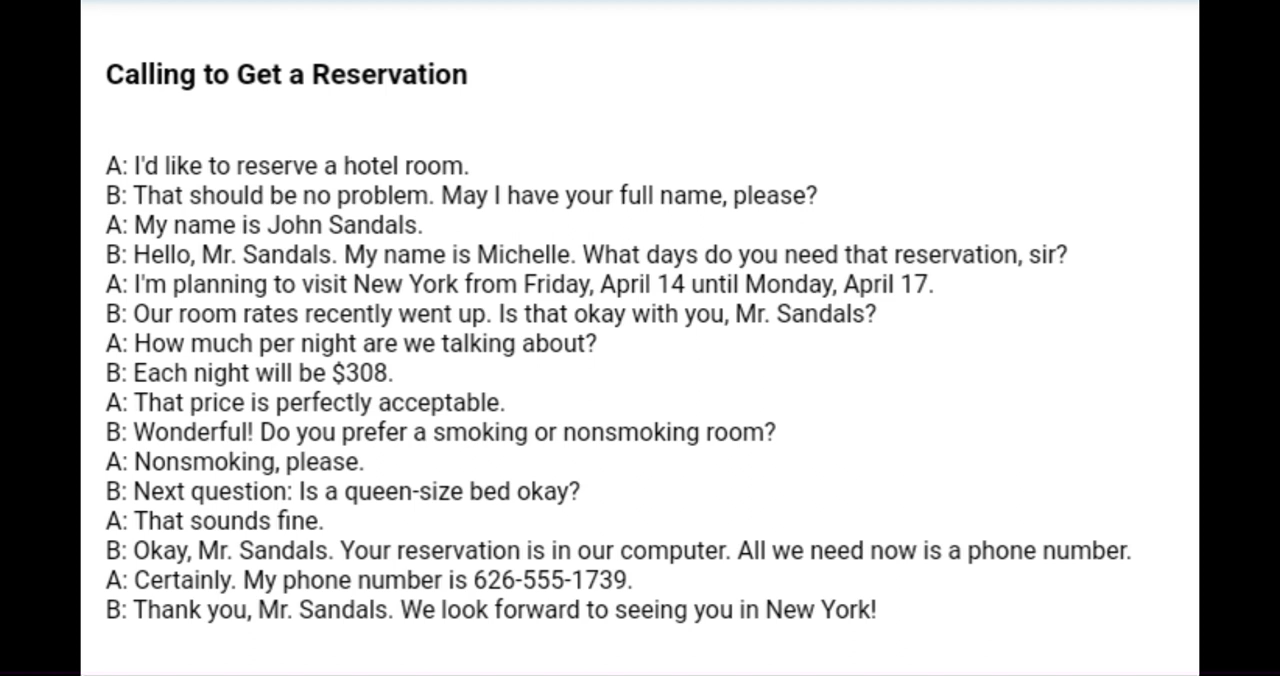 Calling to Get a Reservation
A: I'd like to reserve a hotel room.
B: That should be no problem. May I have your full name, please?
A: My name is John Sandals.
B: Hello, Mr. Sandals. My name is Michelle. What days do you need that reservation, sir?
A: I'm planning to visit New York from Friday, April 14 until Monday, April 17.
B: Our room rates recently went up. Is that okay with you, Mr. Sandals?
A: How much per night are we talking about?
B: Each night will be $308.
A: That price is perfectly acceptable.
B: Wonderful! Do you prefer a smoking or nonsmoking room?
A: Nonsmoking, please.
B: Next question: Is a queen-size bed okay?
A: That sounds fine.
B: Okay, Mr. Sandals. Your reservation is in our computer. All we need now is a phone number.
A: Certainly. My phone number is 626-555-1739.
B: Thank you, Mr. Sandals. We look forward to seeing you in New York!